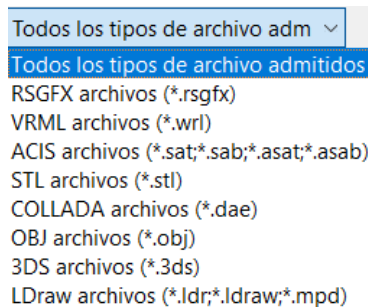 Todos los tipos de archivo adm
Todos los tipos de archivo admitidos
RSGFX archivos (*.rsgfx)
VRML archivos (*.wrl)
ACIS archivos (*.sat;*.sab;*.asat;*.asab)
STL archivos (*.stl)
COLLADA archivos (*.dae)
OBJ archivos (*.obj)
3DS archivos (*.3ds)
LDraw archivos (*.ldr;*.ldraw;*.mpd)